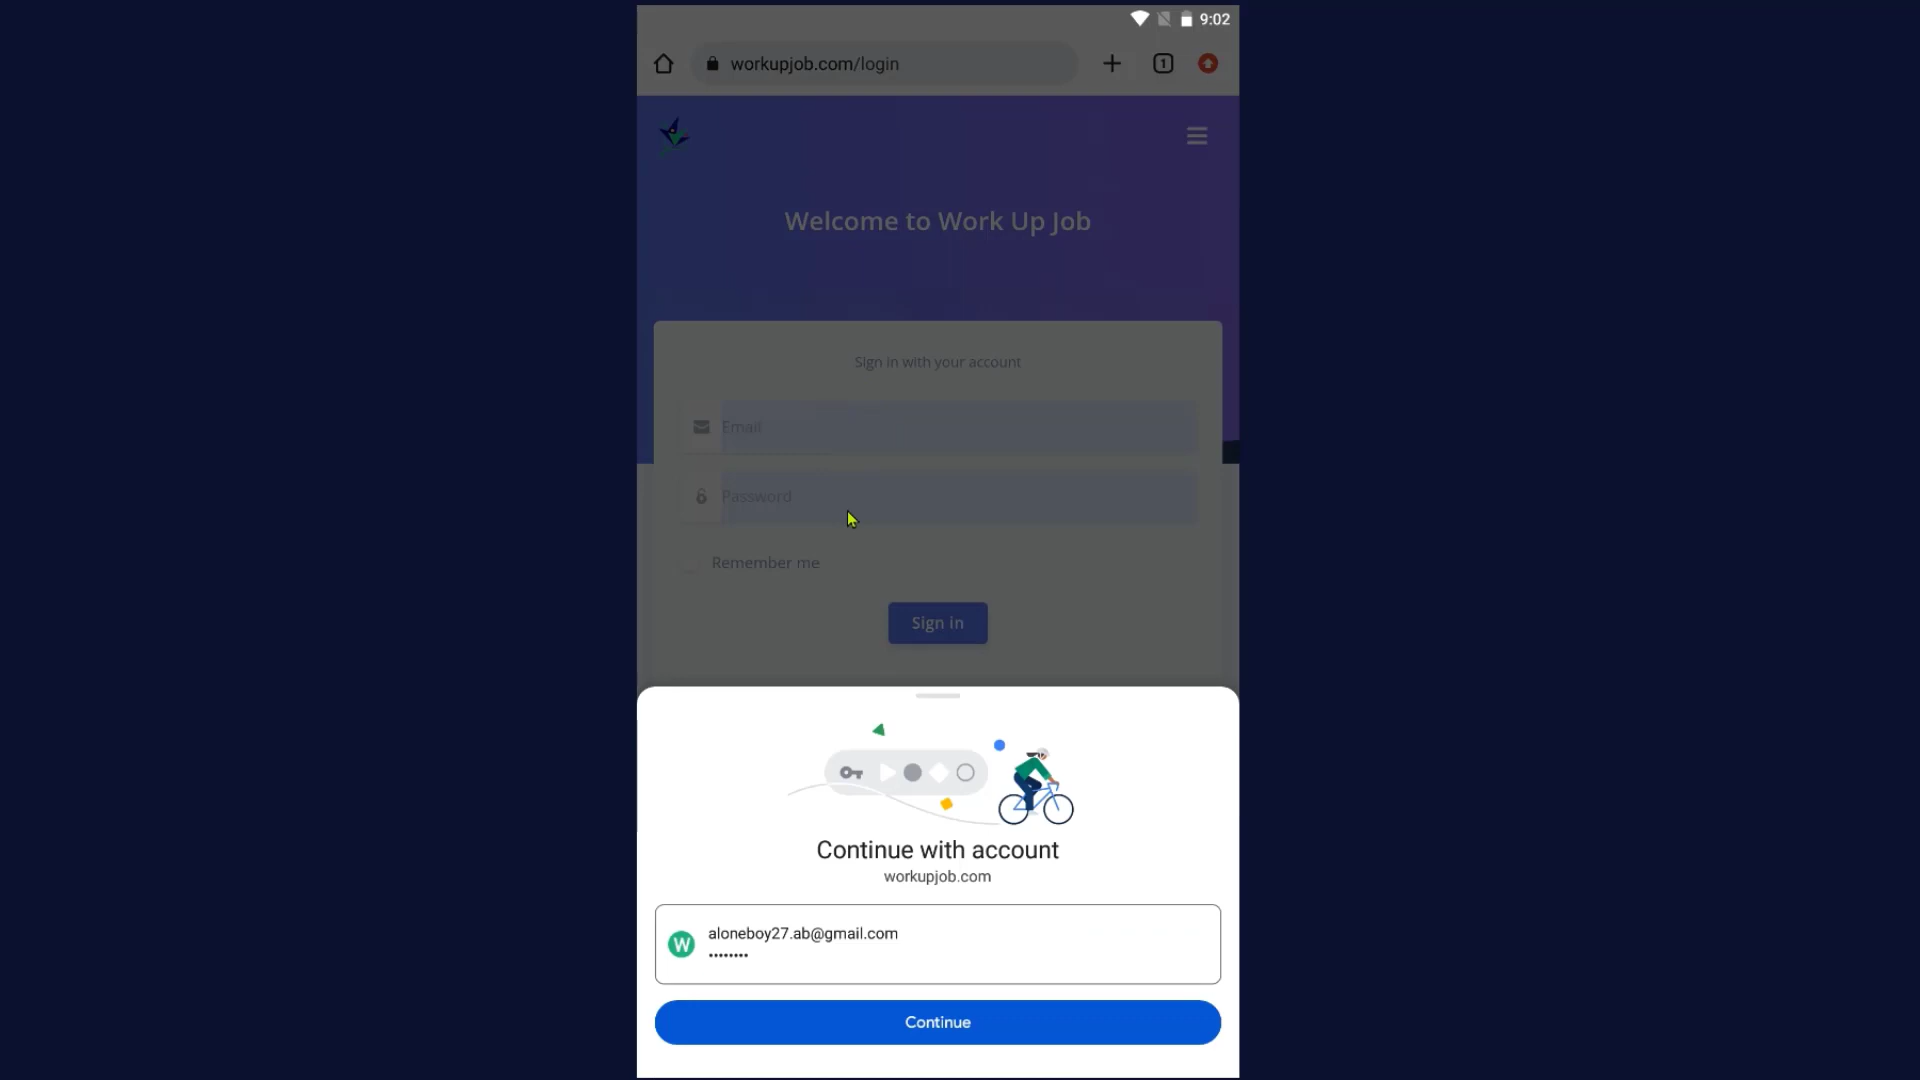 9:02
workupjob.com/login
1
Welcome to Work Up Job
Sign in with your account
Email
Password
Remember me
Sign in
Continue with account
workupjob.com
W
aloneboy27.ab@gmail.com
••••••••
Continue